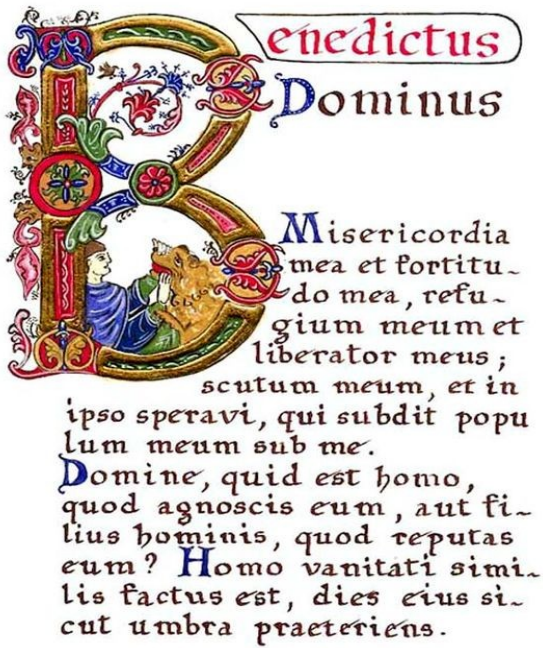 Benedictus
Dominus
Misericordia
mea et fortitu~
do mea, refu~
gium meum et
liberator meus;
scutum meum, et in
ipso speravi, qui subdit popu
lum meum sub me.
Domine, quid est homo,
quod agnoscis eum, aut fi~
lius hominis, quod reputas
eum? Homo vanitati simi~
lis factus est, dies eius si~
cut umbra praeteriens.